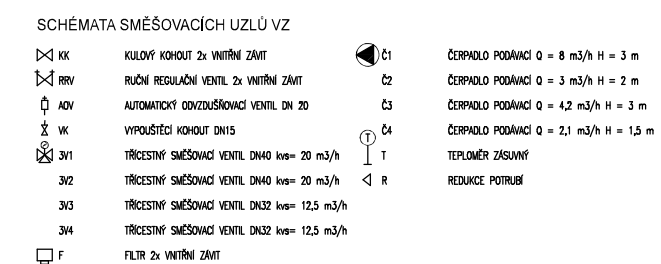 SCHÉMATA SMĚŠOVACÍCH UZLŮ VZ
KK KULOVÝ KOHOUT 2x VNITŘNÍ ZÁVIT
RRV RUČNÍ REGULAČNÍ VENTIL 2x VNITŘNÍ ZÁVIT
AOV AUTOMATICKÝ ODVZDUŠŇOVACÍ VENTIL DN 20
VK VYPOUŠTĚCÍ KOHOUT DN15
3V1 TŘÍCESTNÝ SMĚŠOVACÍ VENTIL DN40 kvs= 20 m3/h
3V2 TŘÍCESTNÝ SMĚŠOVACÍ VENTIL DN40 kvs= 20 m3/h
3V3 TŘÍCESTNÝ SMĚŠOVACÍ VENTIL DN32 kvs= 12,5 m3/h
3V4 TŘÍCESTNÝ SMĚŠOVACÍ VENTIL DN32 kvs= 12,5 m3/h
F FILTR 2x VNITŘNÍ ZÁVIT
Č1 ČERPADLO PODÁVACÍ Q = 8 m3/h H = 3 m
Č2 ČERPADLO PODÁVACÍ Q = 3 m3/h H = 2 m
Č3 ČERPADLO PODÁVACÍ Q = 4,2 m3/h H = 3 m
Č4 ČERPADLO PODÁVACÍ Q = 2,1 m3/h H = 1,5 m
T T TEPLOMĚR ZÁSUVNÝ
R REDUKCE POTRUBÍ